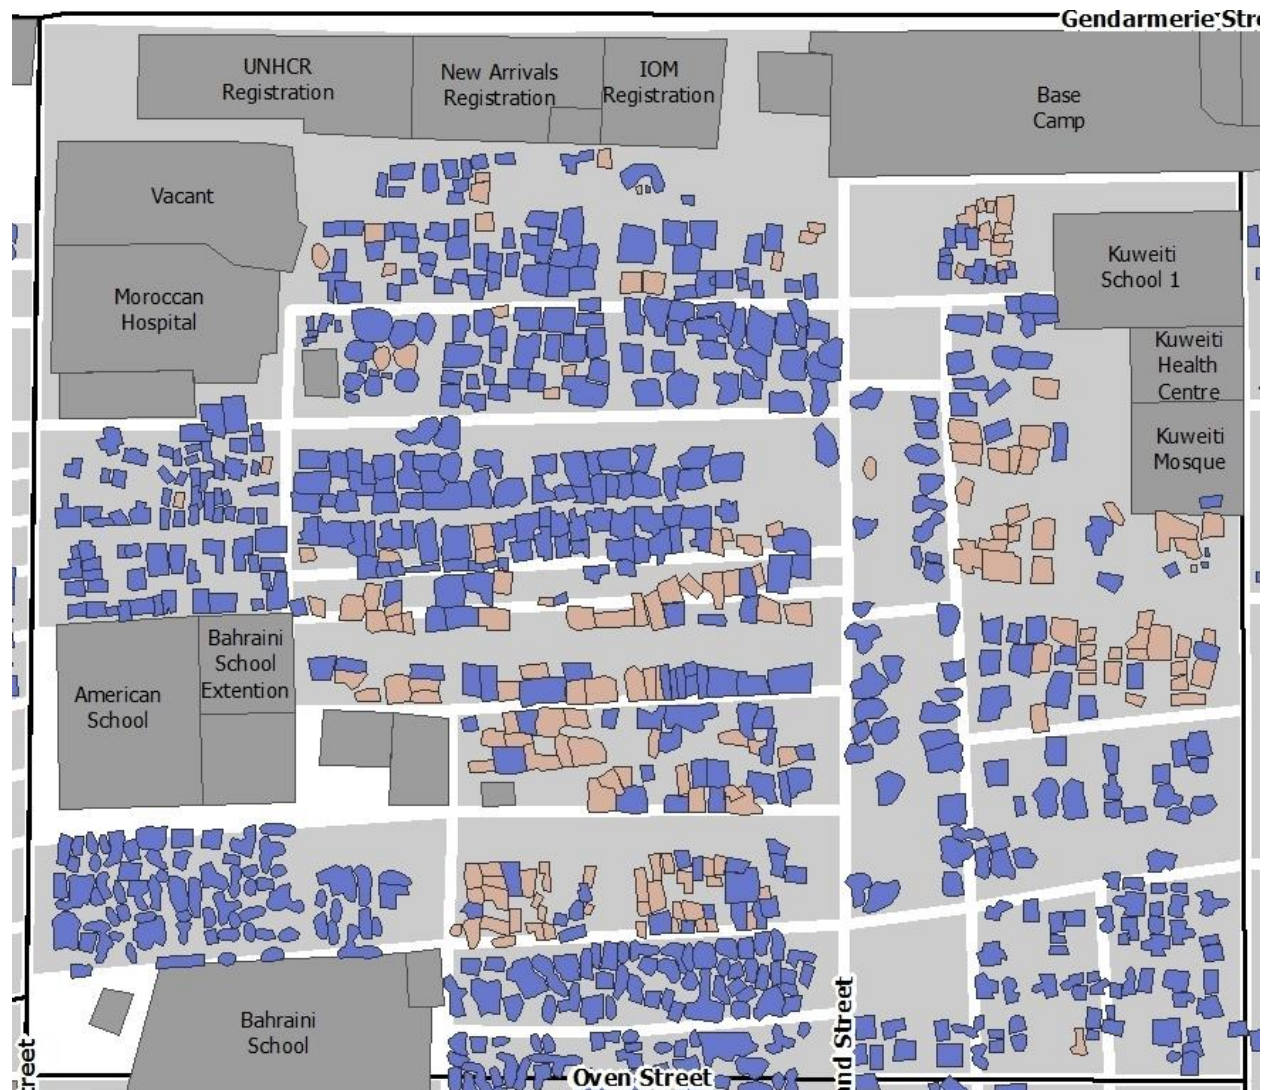 Gendarmerie Stre
UNHCR
Registration
New Arrivals
Registration
IOM
Registration
Base
Camp
Vacant
Kuweiti
School 1
Moroccan
Hospital
Kuweiti
Health
Centre
Kuweiti
Mosque
Bahraini
School
Extention
American
School
Bahraini
School
reet
nd Street
Oven Street